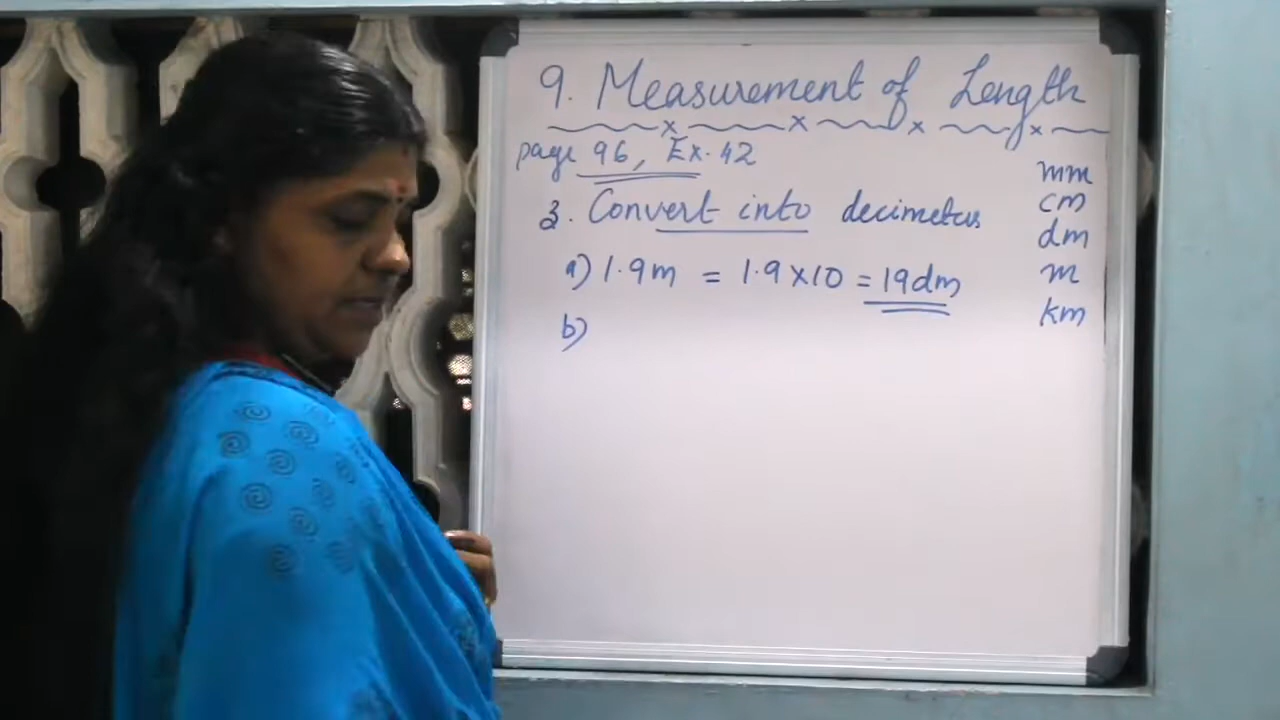 9. Measurement of Length
page 96, Ex. 42
3. Convert into decimeters
a) 1.9m = 1.9×10 = 19dm
b)
mm
cm
dm
m
km